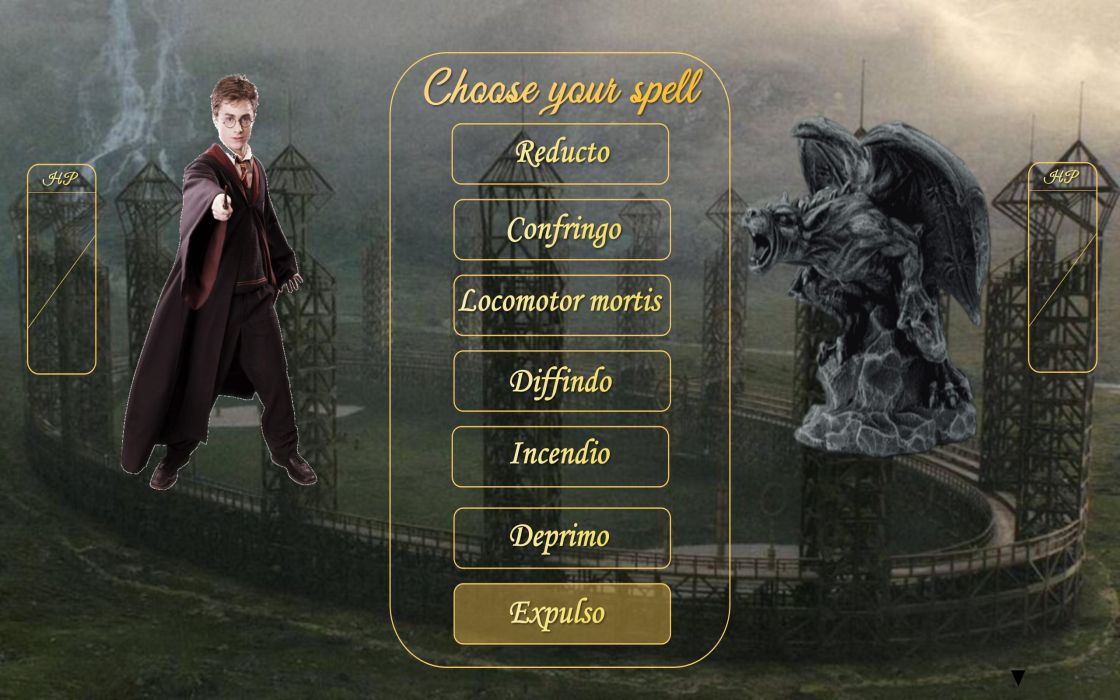 Choose your spell
HP
HP
Reducto
Confringo
Locomotor mortis
Diffindo
Incendio
Deprimo
Expulso